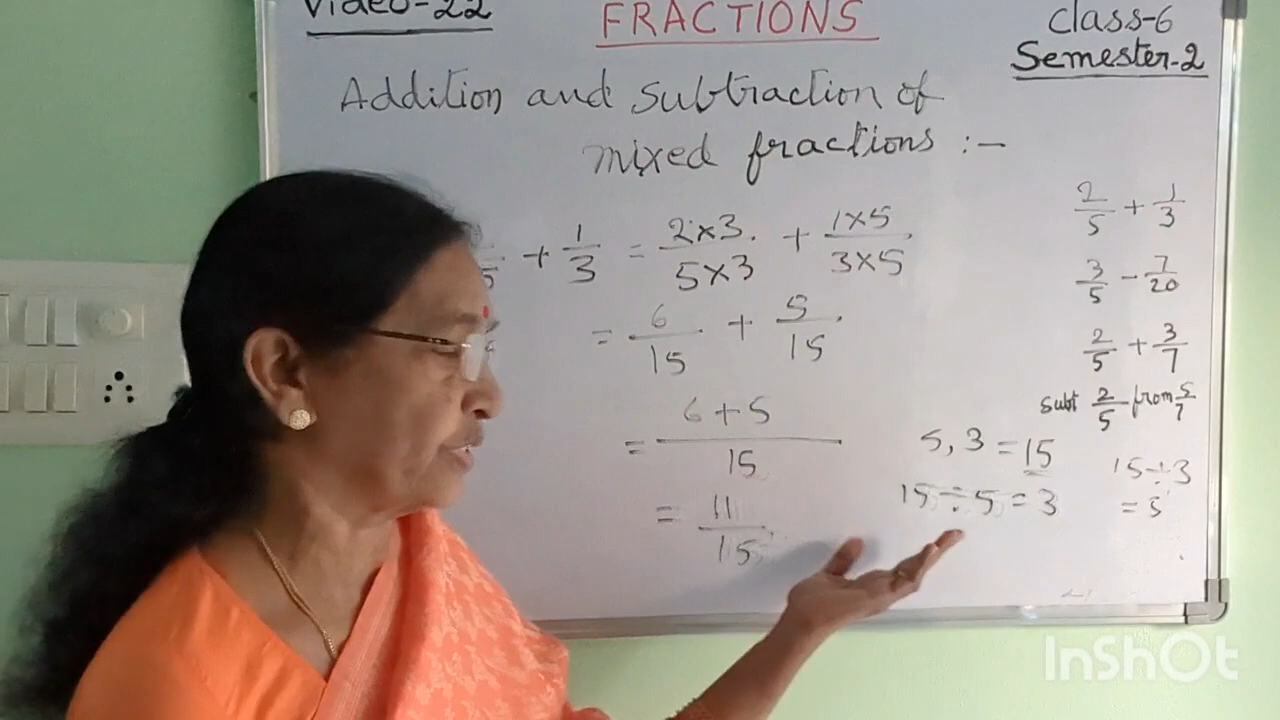 Video-22
FRACTIONS
Class-6
Semester-2
Addition and subtraction of
mixed fractions :-
+ 1/3 = 2×3/5×3 + 1×5/3×5
= 6/15 + 5/15
= 6+5/15
= 11/15
2/5 + 1/3
3/5 - 7/20
2/5 + 3/7
subt 2/5 from 5/7
5, 3 = 15
15÷5 = 3
15÷3
= 5
InShOt